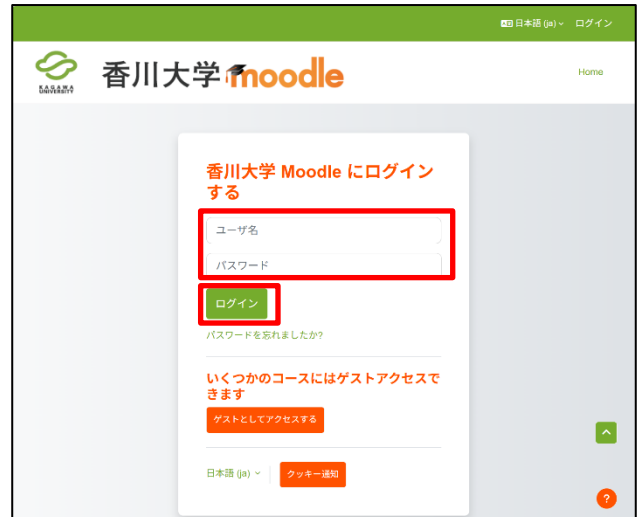 日本語 (ja)
ログイン
KAGAWA
UNIVERSITY
香川大学 moodle
Home
香川大学 Moodle にログイン
する
ユーザ名
パスワード
ログイン
パスワードを忘れましたか?
いくつかのコースにはゲストアクセスで
きます
ゲストとしてアクセスする
日本語 (ja)
クッキー通知
?